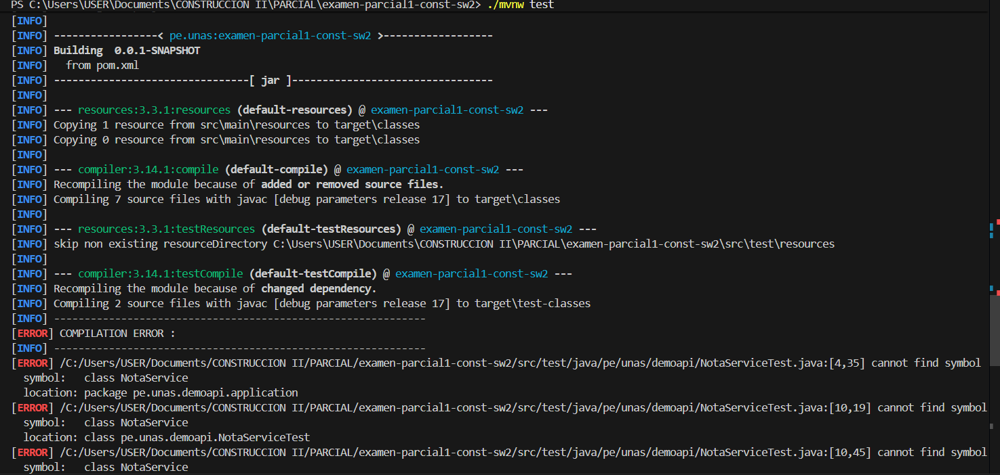 PS C:\Users\USER\Documents\CONSTRUCCION II\PARCIAL\examen-parcial1-const-sw2> ./mvnw test
[INFO]
[INFO] -----------------< pe.unas:examen-parcial1-const-sw2 >------------------
[INFO] Building  0.0.1-SNAPSHOT
[INFO]   from pom.xml
[INFO] --------------------------------[ jar ]---------------------------------
[INFO]
[INFO] --- resources:3.3.1:resources (default-resources) @ examen-parcial1-const-sw2 ---
[INFO] Copying 1 resource from src\main\resources to target\classes
[INFO] Copying 0 resource from src\main\resources to target\classes
[INFO]
[INFO] --- compiler:3.14.1:compile (default-compile) @ examen-parcial1-const-sw2 ---
[INFO] Recompiling the module because of added or removed source files.
[INFO] Compiling 7 source files with javac [debug parameters release 17] to target\classes
[INFO]
[INFO] --- resources:3.3.1:testResources (default-testResources) @ examen-parcial1-const-sw2 ---
[INFO] skip non existing resourceDirectory C:\Users\USER\Documents\CONSTRUCCION II\PARCIAL\examen-parcial1-const-sw2\src\test\resources
[INFO]
[INFO] --- compiler:3.14.1:testCompile (default-testCompile) @ examen-parcial1-const-sw2 ---
[INFO] Recompiling the module because of changed dependency.
[INFO] Compiling 2 source files with javac [debug parameters release 17] to target\test-classes
[INFO] -------------------------------------------------------------
[ERROR] COMPILATION ERROR :
[INFO] -------------------------------------------------------------
[ERROR] /C:/Users/USER/Documents/CONSTRUCCION II/PARCIAL/examen-parcial1-const-sw2/src/test/java/pe/unas/demoapi/NotaServiceTest.java:[4,35] cannot find symbol
  symbol:   class NotaService
  location: package pe.unas.demoapi.application
[ERROR] /C:/Users/USER/Documents/CONSTRUCCION II/PARCIAL/examen-parcial1-const-sw2/src/test/java/pe/unas/demoapi/NotaServiceTest.java:[10,19] cannot find symbol
  symbol:   class NotaService
  location: class pe.unas.demoapi.NotaServiceTest
[ERROR] /C:/Users/USER/Documents/CONSTRUCCION II/PARCIAL/examen-parcial1-const-sw2/src/test/java/pe/unas/demoapi/NotaServiceTest.java:[10,45] cannot find symbol
  symbol:   class NotaService